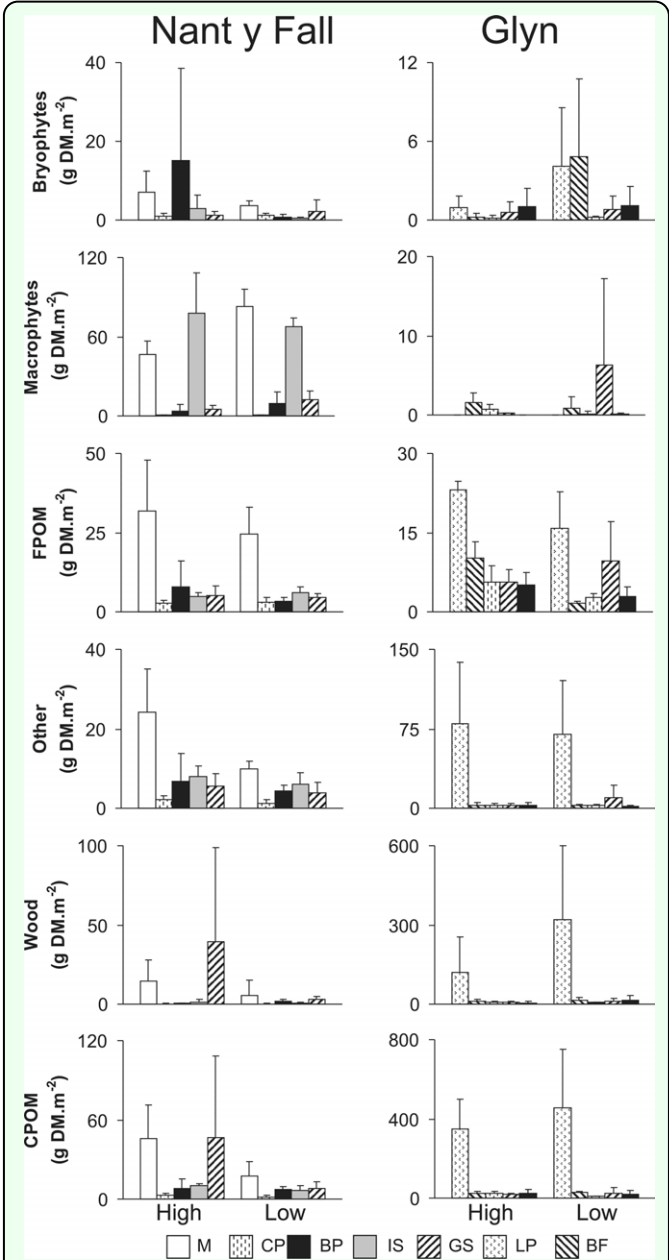 Nant y Fall Glyn
Bryophytes
(g DM.m-2)
40
20
0
12
6
0
Macrophytes
(g DM.m-2)
120
60
0
20
10
0
FPOM
(g DM.m-2)
50
25
0
30
15
0
Other
(g DM.m-2)
40
20
0
150
75
0
Wood
(g DM.m-2)
100
50
0
600
300
0
CPOM
(g DM.m-2)
120
60
0
800
400
0
High Low High Low
M CP BP IS GS LP BF